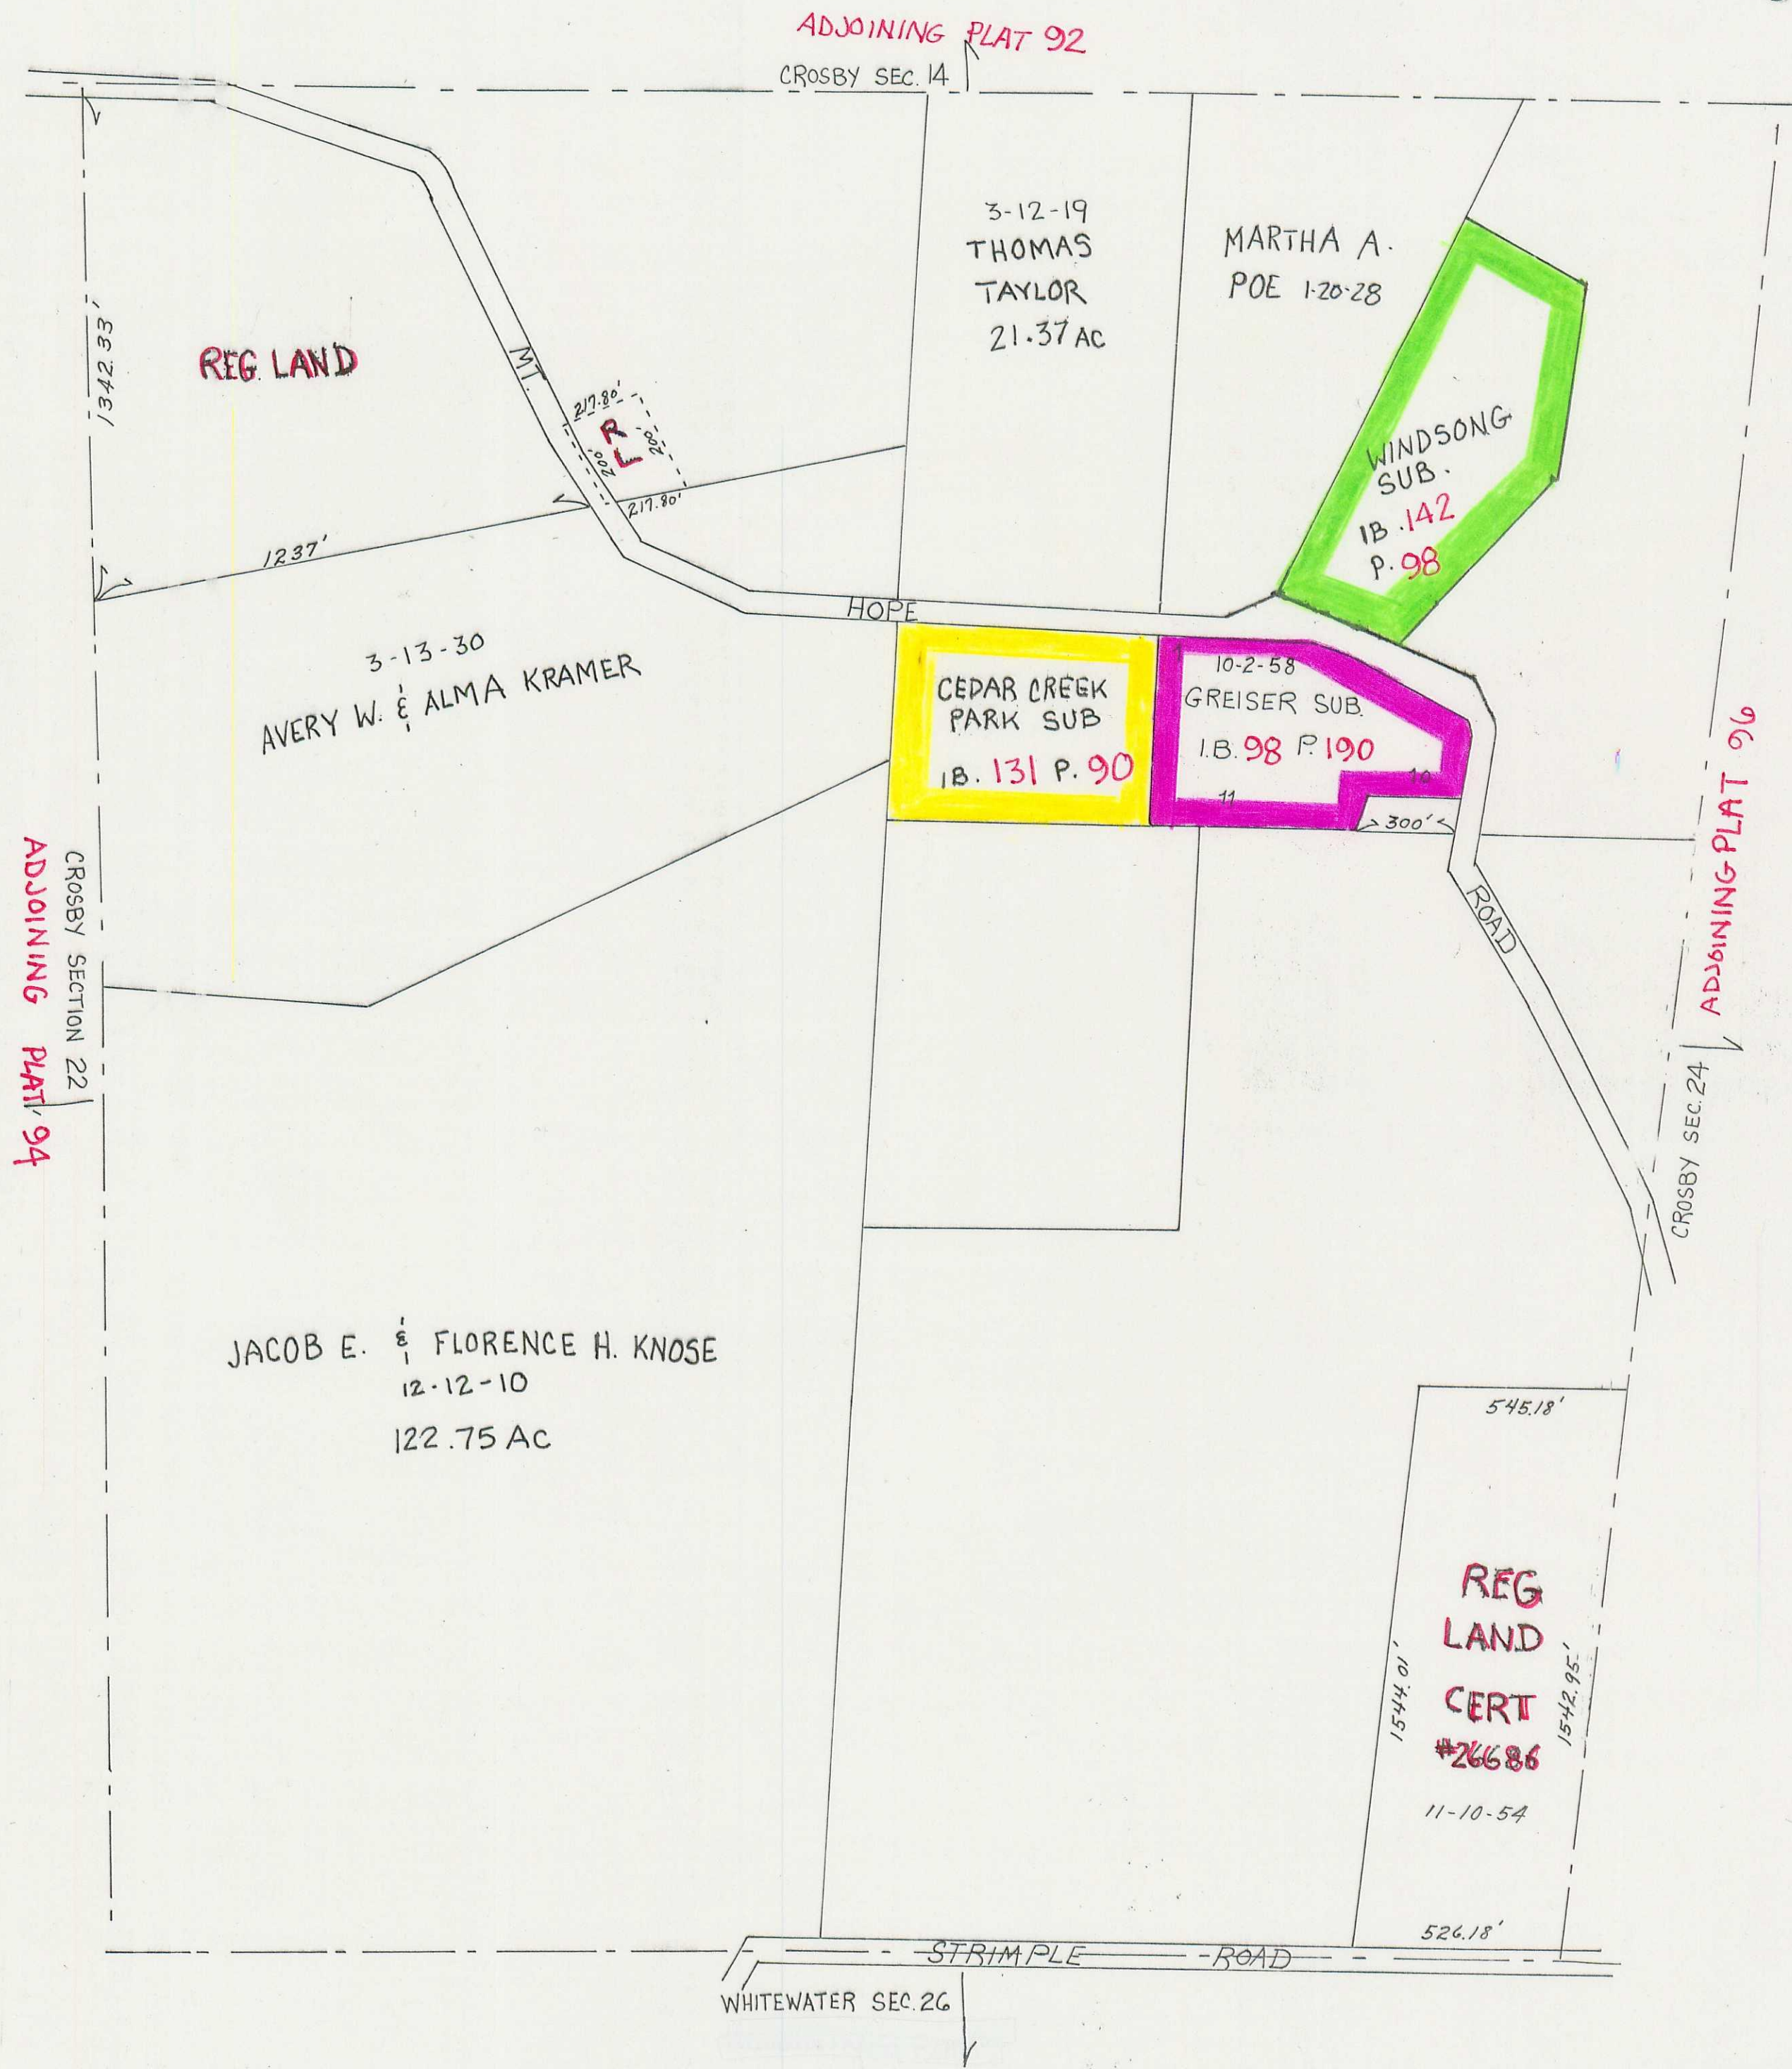 ADJOINING PLAT 92
CROSBY SEC. 14
1342.33'
REG. LAND
MT.
217.80'
R
L
200'
200'
217.80'
1237'
3-12-19
THOMAS
TAYLOR
21.37 AC
MARTHA A.
POE 1-20-28
WINDSONG
SUB.
IB. 142
P. 98
HOPE
3-13-30
AVERY W. & ALMA KRAMER
CEDAR CREEK
PARK SUB
IB. 131 P. 90
1
10-2-58
GREISER SUB.
I.B. 98 P. 190
10
11
300'
ROAD
ADJOINING PLAT 96
CROSBY SEC. 24
CROSBY SECTION 22
ADJOINING PLAT 94
JACOB E. & FLORENCE H. KNOSE
12-12-10
122.75 AC
545.18'
1544.01'
REG
LAND
CERT
#26686
11-10-54
1542.95'
526.18'
STRIMPLE ROAD
WHITEWATER SEC. 26